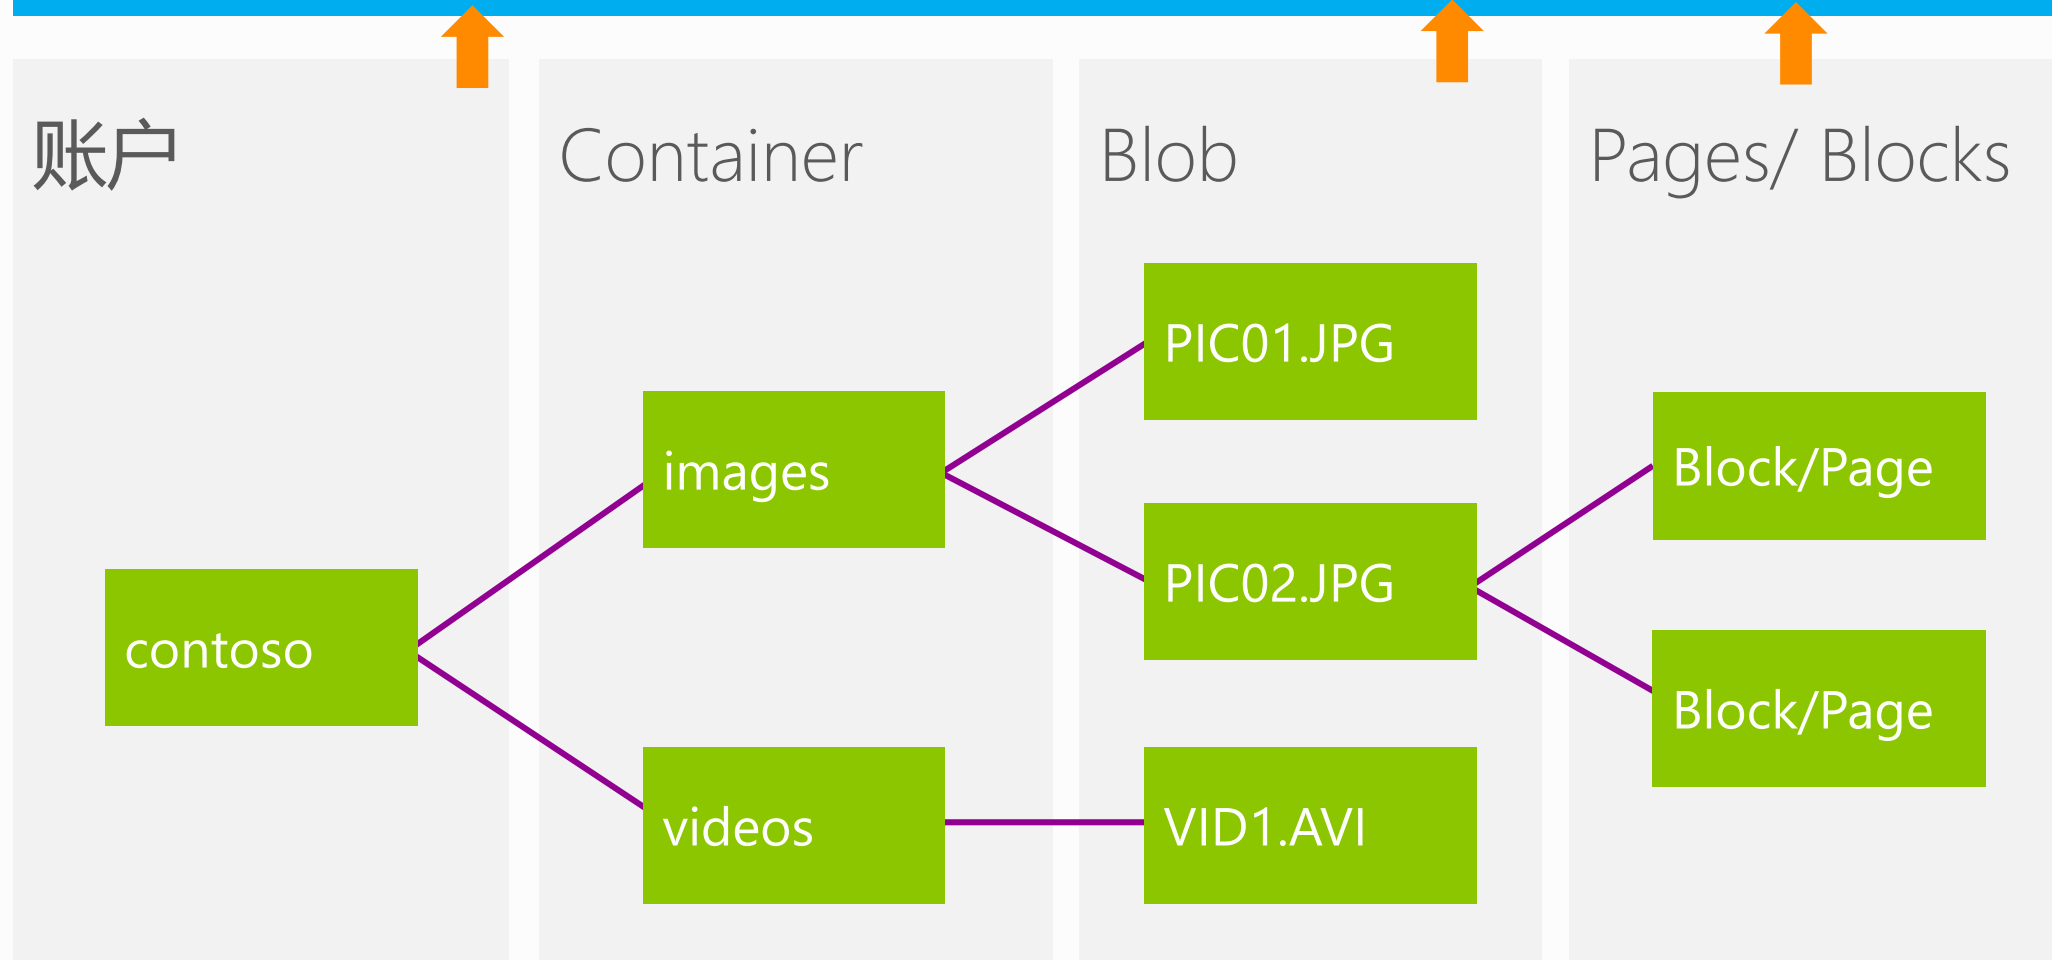 账户
Container
Blob
Pages/ Blocks
contoso
images
videos
PIC01.JPG
PIC02.JPG
VID1.AVI
Block/Page
Block/Page